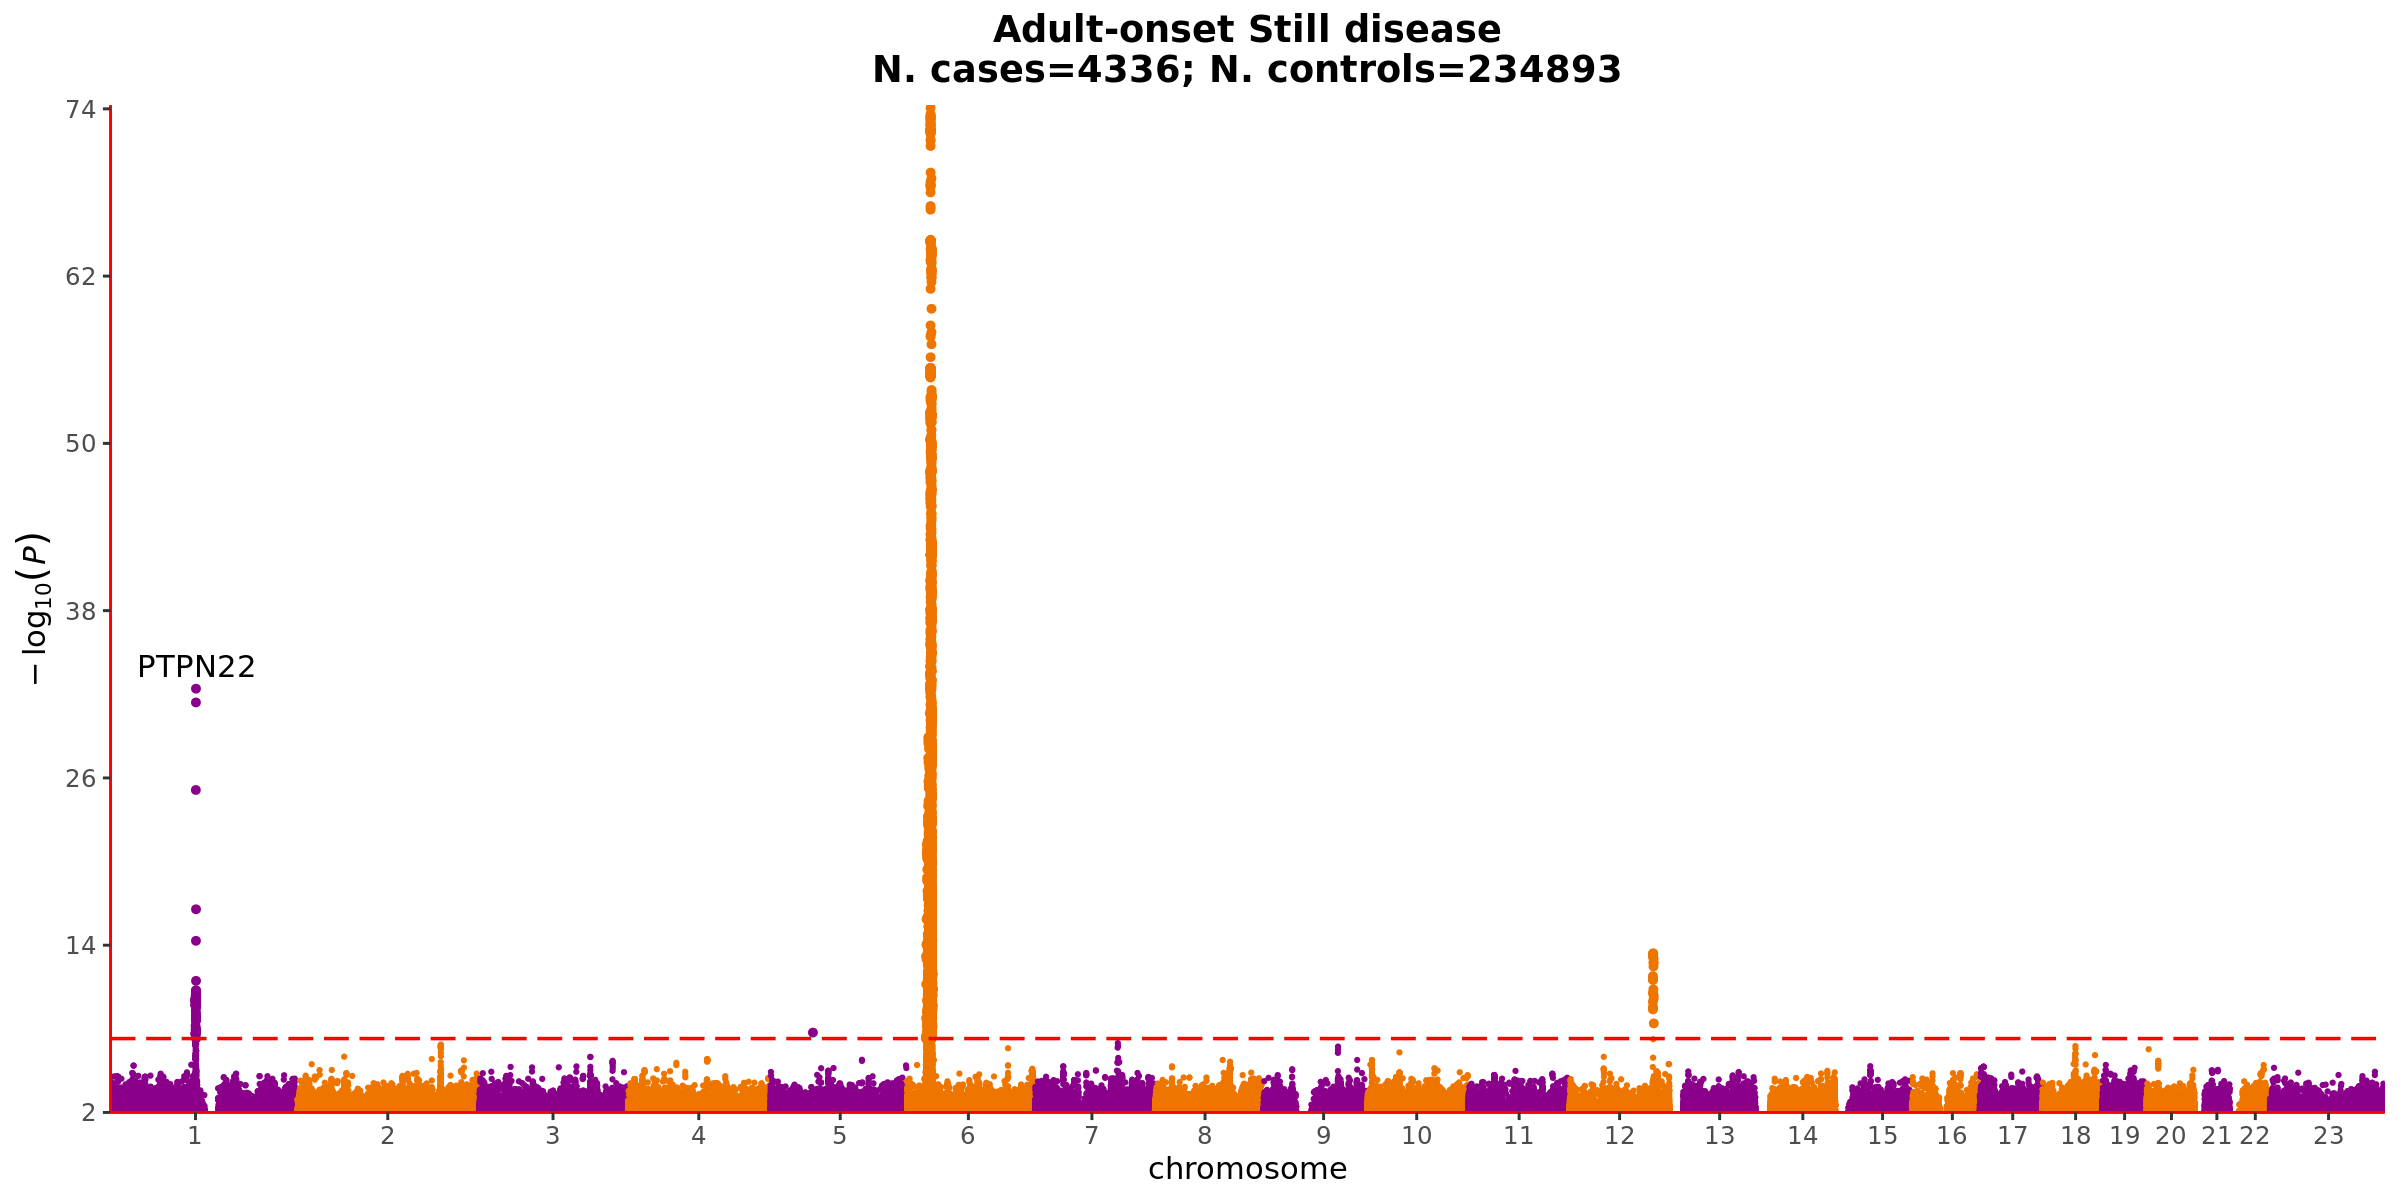 Adult-onset Still disease
N. cases=4336; N. controls=234893
74
62
50
38
26
14
2
−log10(P)
PTPN22
1 2 3 4 5 6 7 8 9 10 11 12 13 14 15 16 17 18 19 20 21 22 23
chromosome